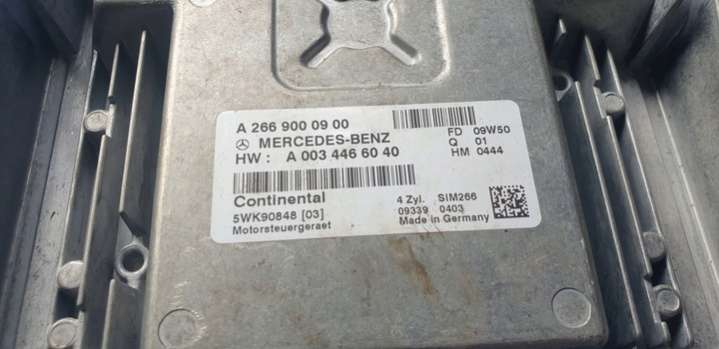 A 266 900 09 00
MERCEDES-BENZ
HW : A 003 446 60 40
FD 09W50
Q 01
HM 0444
Continental
5WK90848 [03]
Motorsteuergeraet
4 Zyl. SIM266
09339 0403
Made in Germany